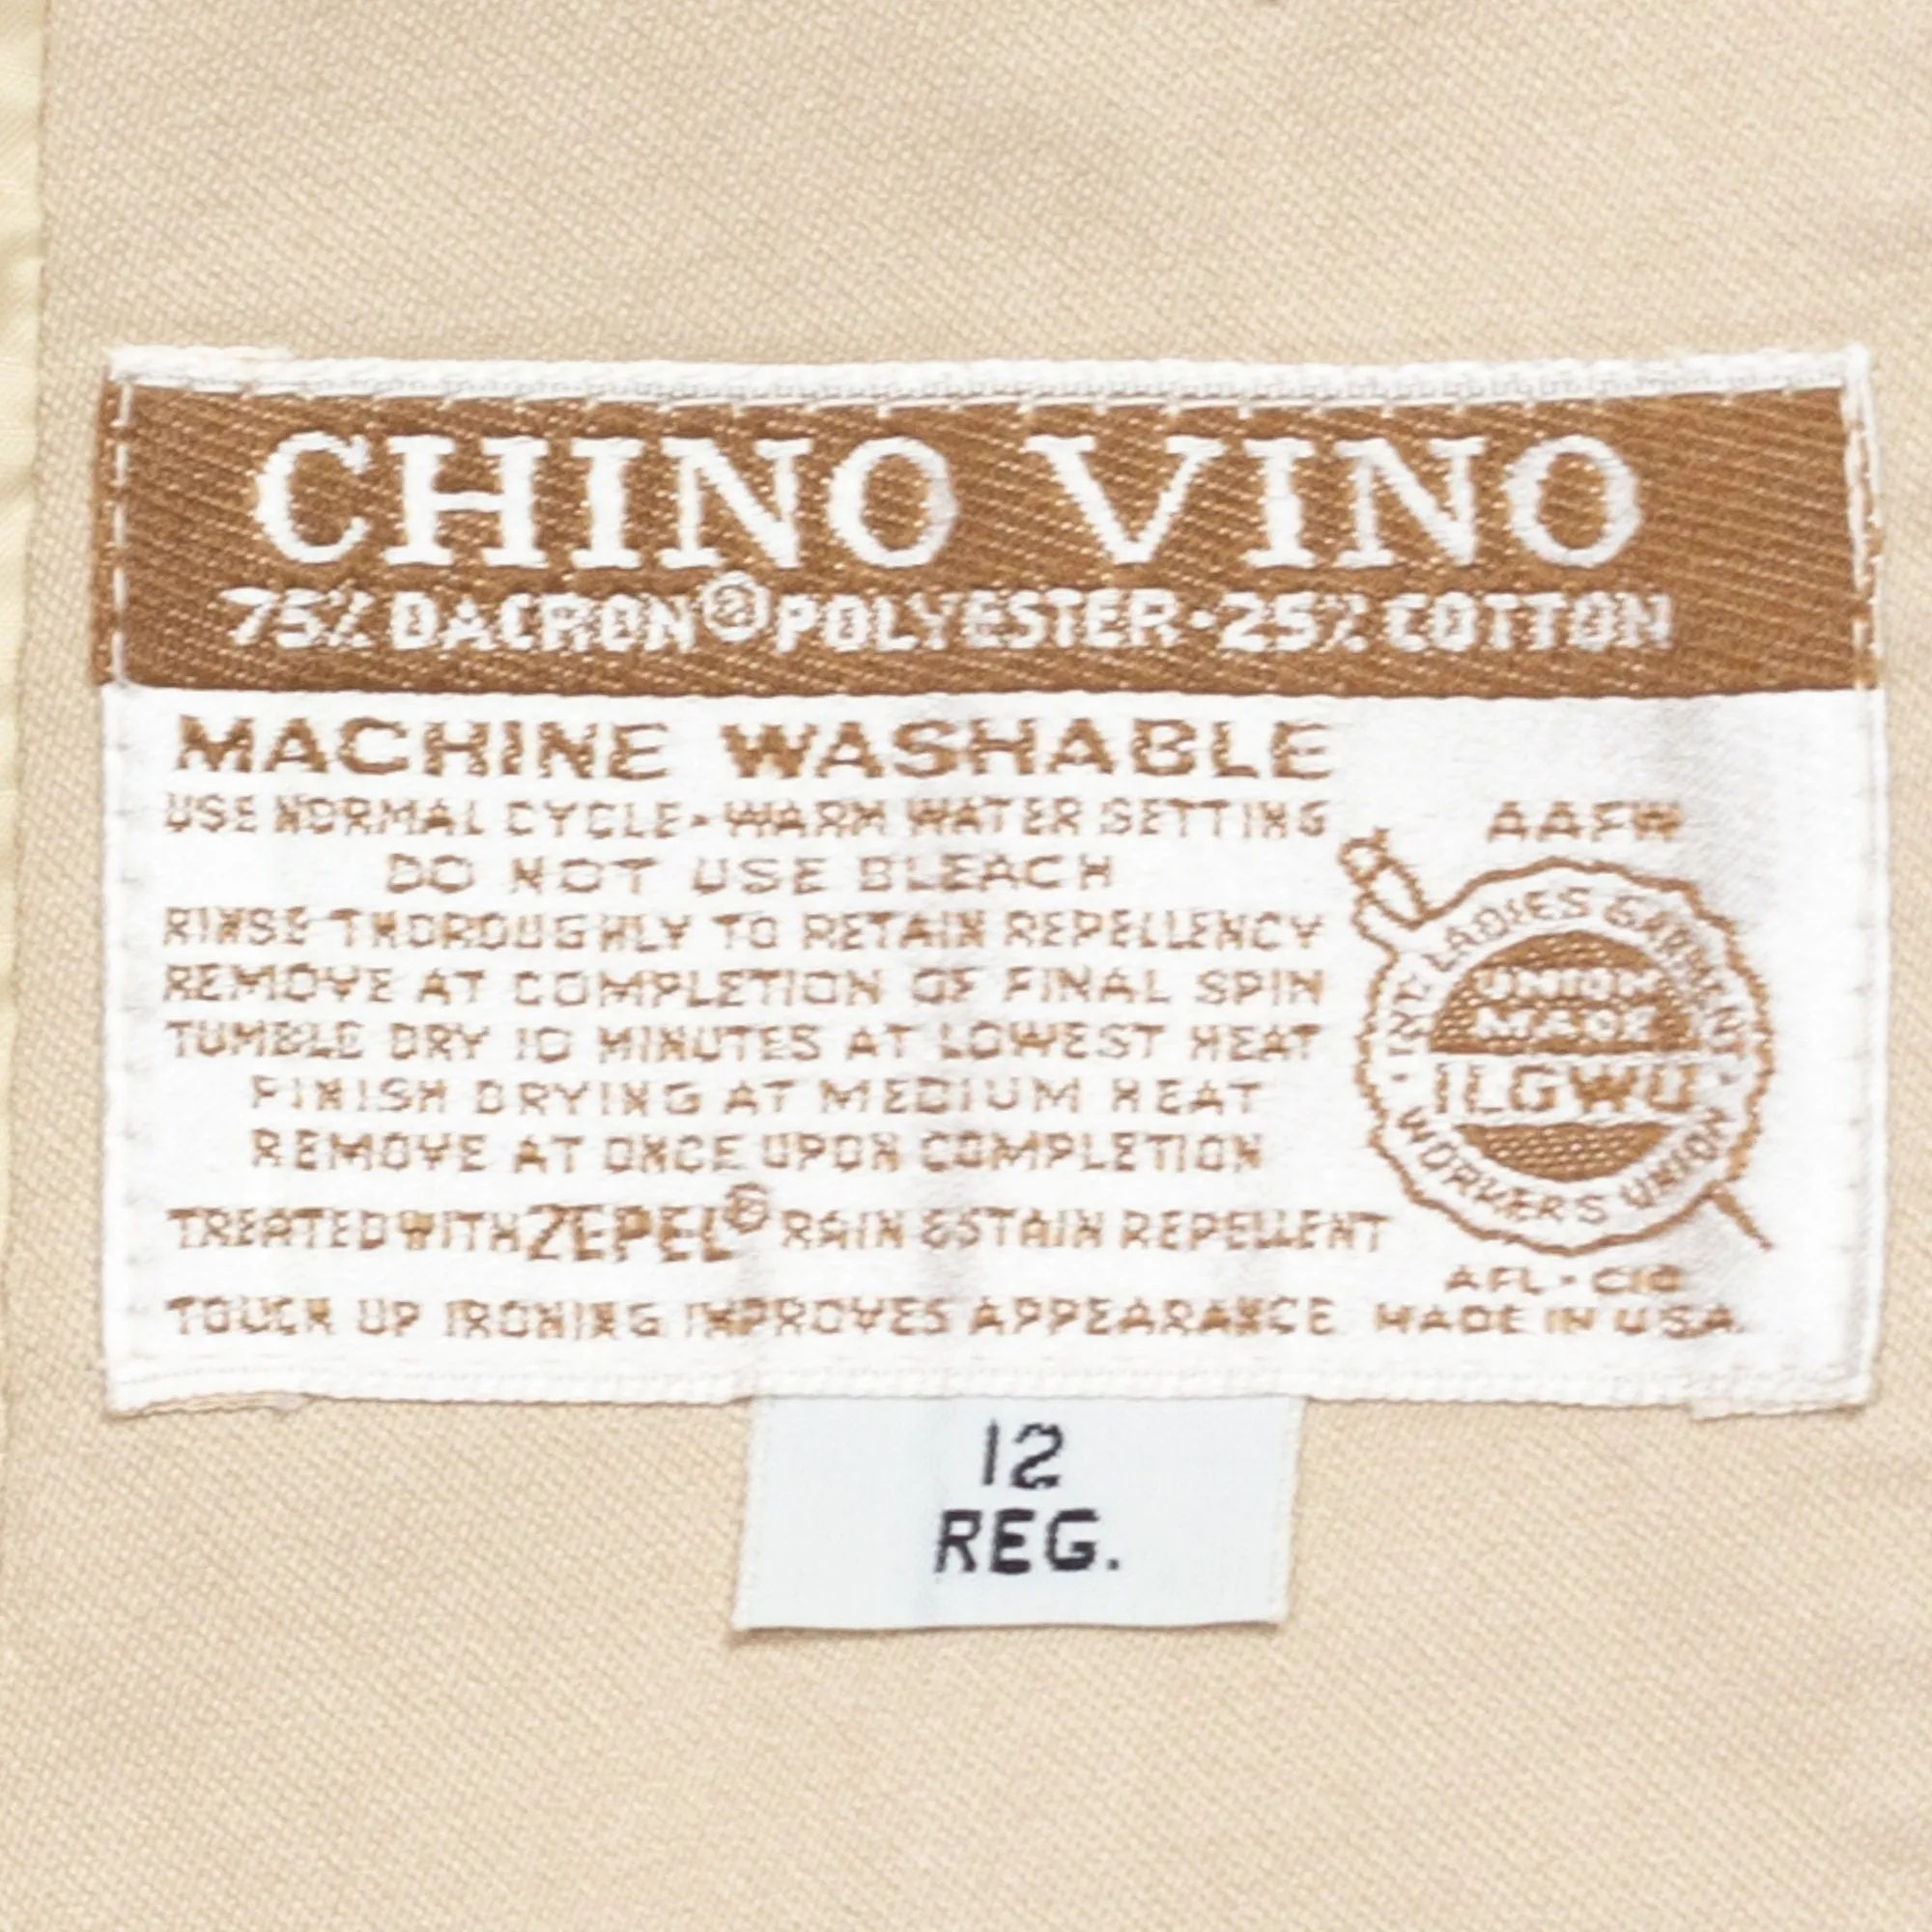 CHINO VINO
75% DACRON® POLYESTER·25% COTTON
MACHINE WASHABLE
USE NORMAL CYCLE-WARM WATER SETTING
DO NOT USE BLEACH
RINSE THOROUGHLY TO RETAIN REPELLENCY
REMOVE AT COMPLETION OF FINAL SPIN
TUMBLE DRY 10 MINUTES AT LOWEST HEAT
FINISH DRYING AT MEDIUM HEAT
REMOVE AT ONCE UPON COMPLETION
TREATED WITH ZEPEL® RAIN & STAIN REPELLENT
TOUCH UP IRONING IMPROVES APPEARANCE
AAFW
INT. LADIES GARMENT
UNION
MADE
ILGWU
WORKERS UNION
AFL-CIO
MADE IN USA.
12
REG.